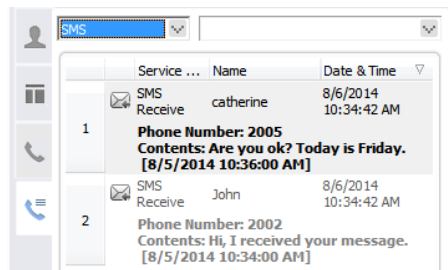 SMS
Service ... Name Date & Time
1
SMS Receive catherine 8/6/2014 10:34:42 AM
Phone Number: 2005
Contents: Are you ok? Today is Friday.
[8/5/2014 10:36:00 AM]
2
SMS Receive John 8/6/2014 10:34:42 AM
Phone Number: 2002
Contents: Hi, I received your message.
[8/5/2014 10:34:00 AM]